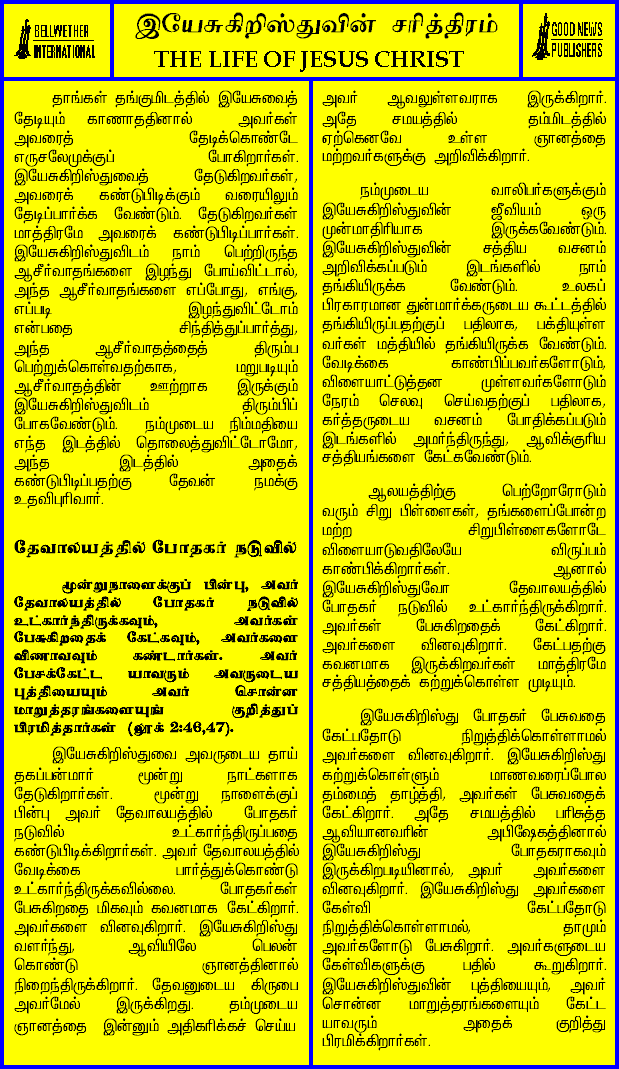 BELLWETHER
INTERNATIONAL
இயேசுகிறிஸ்துவின் சரித்திரம்
THE LIFE OF JESUS CHRIST
GOOD NEWS
PUBLISHERS
தாங்கள் தங்குமிடத்தில் இயேசுவைத்
தேடியும் காணாததினால் அவர்கள்
அவரைத் தேடிக்கொண்டே
எருசலேமுக்குப் போகிறார்கள்.
இயேசுகிறிஸ்துவைத் தேடுகிறவர்கள்,
அவரைக் கண்டுபிடிக்கும் வரையிலும்
தேடிப்பார்க்க வேண்டும். தேடுகிறவர்கள்
மாத்திரமே அவரைக் கண்டுபிடிப்பார்கள்.
இயேசுகிறிஸ்துவிடம் நாம் பெற்றிருந்த
ஆசீர்வாதங்களை இழந்து போய்விட்டால்,
அந்த ஆசீர்வாதங்களை எப்போது, எங்கு,
எப்படி இழந்துவிட்டோம்
என்பதை சிந்தித்துப்பார்த்து,
அந்த ஆசீர்வாதத்தைத் திரும்ப
பெற்றுக்கொள்வதற்காக, மறுபடியும்
ஆசீர்வாதத்தின் ஊற்றாக இருக்கும்
இயேசுகிறிஸ்துவிடம் திரும்பிப்
போகவேண்டும். நம்முடைய நிம்மதியை
எந்த இடத்தில் தொலைத்துவிட்டோமோ,
அந்த இடத்தில் அதைக்
கண்டுபிடிப்பதற்கு தேவன் நமக்கு
உதவிபுரிவார்.
தேவாலயத்தில் போதகர் நடுவில்
மூன்றுநாளைக்குப் பின்பு, அவர்
தேவாலயத்தில் போதகர் நடுவில்
உட்கார்ந்திருக்கவும், அவர்கள்
பேசுகிறதைக் கேட்கவும், அவர்களை
வினாவவும் கண்டார்கள். அவர்
பேசக்கேட்ட யாவரும் அவருடைய
புத்தியையும் அவர் சொன்ன
மாறுத்தரங்களையுங் குறித்துப்
பிரமித்தார்கள் (லூக் 2:46,47).
இயேசுகிறிஸ்துவை அவருடைய தாய்
தகப்பன்மார் மூன்று நாட்களாக
தேடுகிறார்கள். மூன்று நாளைக்குப்
பின்பு அவர் தேவாலயத்தில் போதகர்
நடுவில் உட்கார்ந்திருப்பதை
கண்டுபிடிக்கிறார்கள். அவர் தேவாலயத்தில்
வேடிக்கை பார்த்துக்கொண்டு
உட்கார்ந்திருக்கவில்லை. போதகர்கள்
பேசுகிறதை மிகவும் கவனமாக கேட்கிறார்.
அவர்களை வினவுகிறார். இயேசுகிறிஸ்து
வளர்ந்து, ஆவியிலே பெலன்
கொண்டு ஞானத்தினால்
நிறைந்திருக்கிறார். தேவனுடைய கிருபை
அவர்மேல் இருக்கிறது. தம்முடைய
ஞானத்தை இன்னும் அதிகரிக்கச் செய்ய
அவர் ஆவலுள்ளவராக இருக்கிறார்.
அதே சமயத்தில் தம்மிடத்தில்
ஏற்கெனவே உள்ள ஞானத்தை
மற்றவர்களுக்கு அறிவிக்கிறார்.
நம்முடைய வாலிபர்களுக்கும்
இயேசுகிறிஸ்துவின் ஜீவியம் ஒரு
முன்மாதிரியாக இருக்கவேண்டும்.
இயேசுகிறிஸ்துவின் சத்திய வசனம்
அறிவிக்கப்படும் இடங்களில் நாம்
தங்கியிருக்க வேண்டும். உலகப்
பிரகாரமான துன்மார்க்கருடைய கூட்டத்தில்
தங்கியிருப்பதற்குப் பதிலாக, பக்தியுள்ள
வர்கள் மத்தியில் தங்கியிருக்க வேண்டும்.
வேடிக்கை காண்பிப்பவர்களோடும்,
விளையாட்டுத்தன முள்ளவர்களோடும்
நேரம் செலவு செய்வதற்குப் பதிலாக,
கர்த்தருடைய வசனம் போதிக்கப்படும்
இடங்களில் அமர்ந்திருந்து, ஆவிக்குரிய
சத்தியங்களை கேட்கவேண்டும்.
ஆலயத்திற்கு பெற்றோரோடும்
வரும் சிறு பிள்ளைகள், தங்களைப்போன்ற
மற்ற சிறுபிள்ளைகளோடே
விளையாடுவதிலேயே விருப்பம்
காண்பிக்கிறார்கள். ஆனால்
இயேசுகிறிஸ்துவோ தேவாலயத்தில்
போதகர் நடுவில் உட்கார்ந்திருக்கிறார்.
அவர்கள் பேசுகிறதைக் கேட்கிறார்.
அவர்களை வினவுகிறார். கேட்பதற்கு
கவனமாக இருக்கிறவர்கள் மாத்திரமே
சத்தியத்தைக் கற்றுக்கொள்ள முடியும்.
இயேசுகிறிஸ்து போதகர் பேசுவதை
கேட்பதோடு நிறுத்திக்கொள்ளாமல்
அவர்களை வினவுகிறார். இயேசுகிறிஸ்து
கற்றுக்கொள்ளும் மாணவரைப்போல
தம்மைத் தாழ்த்தி, அவர்கள் பேசுவதைக்
கேட்கிறார். அதே சமயத்தில் பரிசுத்த
ஆவியானவரின் அபிஷேகத்தினால்
இயேசுகிறிஸ்து போதகராகவும்
இருக்கிறபடியினால், அவர் அவர்களை
வினவுகிறார். இயேசுகிறிஸ்து அவர்களை
கேள்வி கேட்பதோடு
நிறுத்திக்கொள்ளாமல், தாமும்
அவர்களோடு பேசுகிறார். அவர்களுடைய
கேள்விகளுக்கு பதில் கூறுகிறார்.
இயேசுகிறிஸ்துவின் புத்தியையும், அவர்
சொன்ன மாறுத்தரங்களையும் கேட்ட
யாவரும் அதைக் குறித்து
பிரமிக்கிறார்கள்.